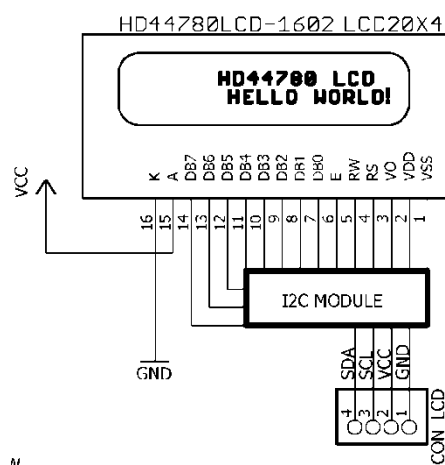 HD44780LCD-1602 LCD20X4
HD44780 LCD
HELLO WORLD!
K
A
DB7
DB6
DB5
DB4
DB3
DB2
DB1
DB0
E
RW
RS
VO
VDD
VSS
VCC
16
15
14
13
12
11
10
9
8
7
6
5
4
3
2
1
I2C MODULE
GND
SDA
SCL
VCC
GND
4
3
2
1
CON LCD